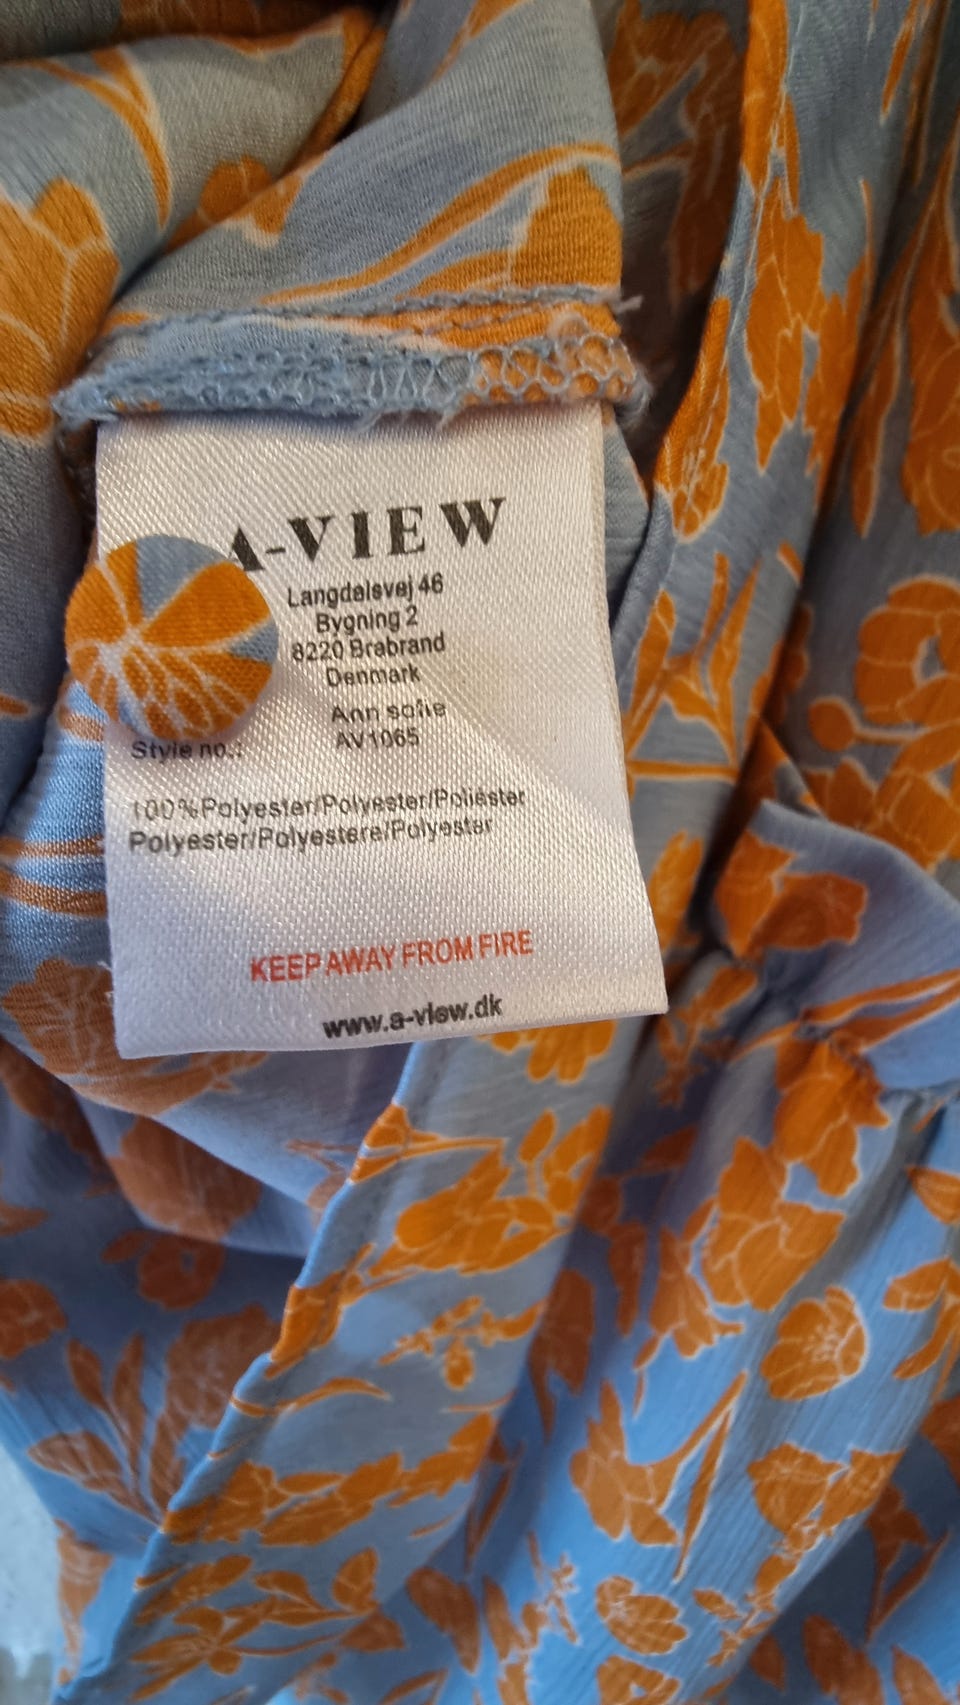 A-VIEW
Langdalsvej 46
Bygning 2
8220 Brabrand
Denmark
Ann sofie
Style no.: AV1065
100%Polyester/Polyester/Poliéster
Polyester/Polyestere/Polyester
KEEP AWAY FROM FIRE
www.a-view.dk